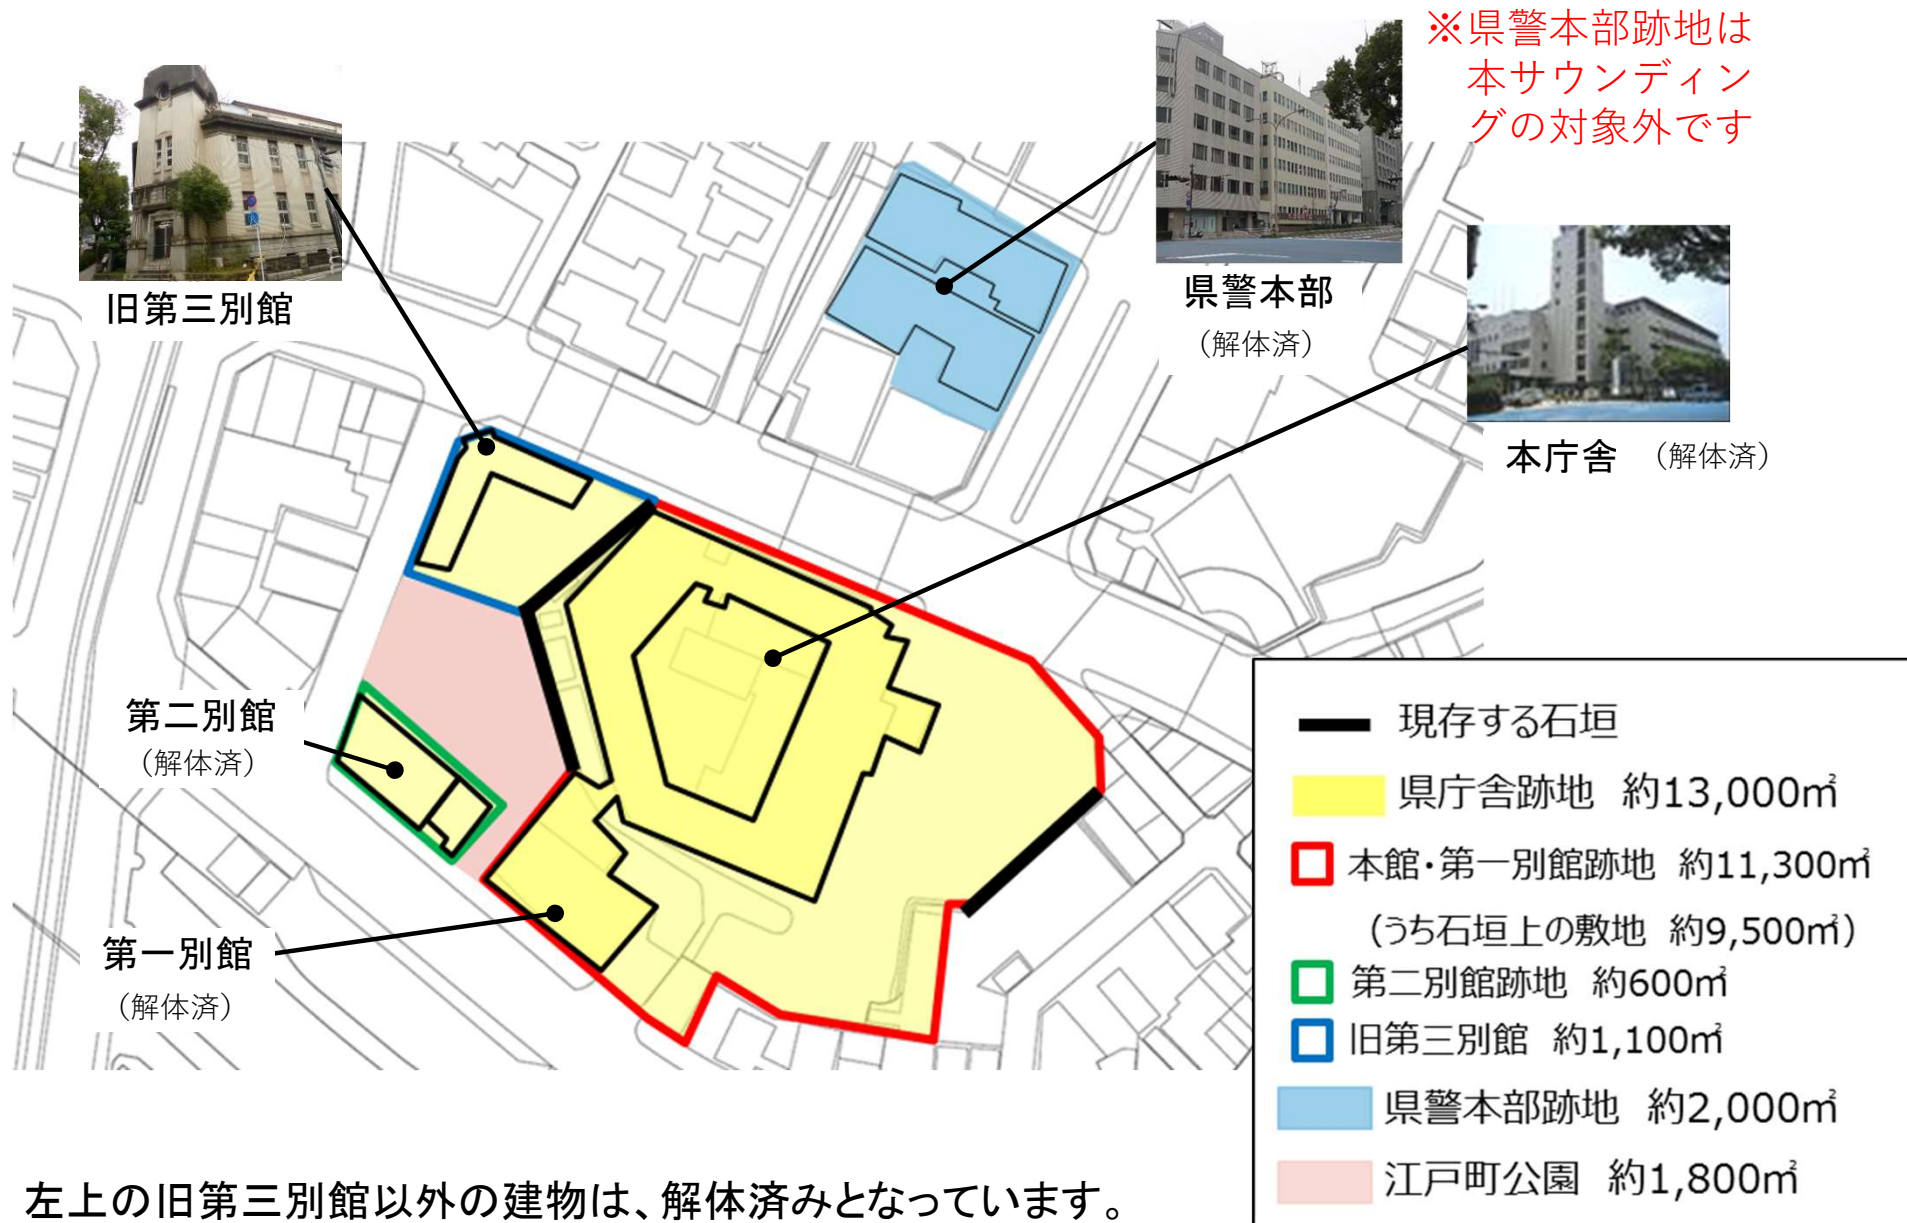 ※県警本部跡地は
本サウンディン
グの対象外です
旧第三別館
県警本部
（解体済）
本庁舎 （解体済）
第二別館
（解体済）
第一別館
（解体済）
現存する石垣
県庁舎跡地 約13,000㎡
本館・第一別館跡地 約11,300㎡
（うち石垣上の敷地 約9,500㎡）
第二別館跡地 約600㎡
旧第三別館 約1,100㎡
県警本部跡地 約2,000㎡
江戸町公園 約1,800㎡
左上の旧第三別館以外の建物は、解体済みとなっています。